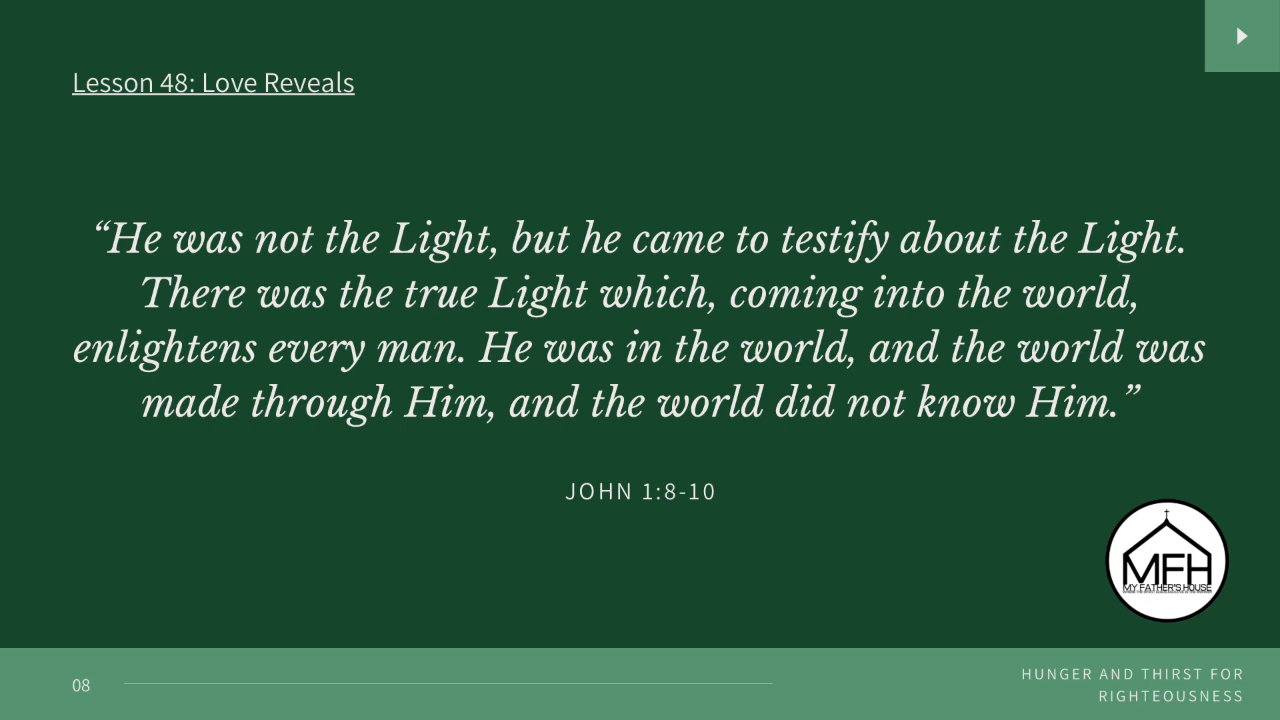 Lesson 48: Love Reveals
“He was not the Light, but he came to testify about the Light.
There was the true Light which, coming into the world,
enlightens every man. He was in the world, and the world was
made through Him, and the world did not know Him.”
JOHN 1:8-10
MFH
MY FATHER'S HOUSE
08
HUNGER AND THIRST FOR
RIGHTEOUSNESS